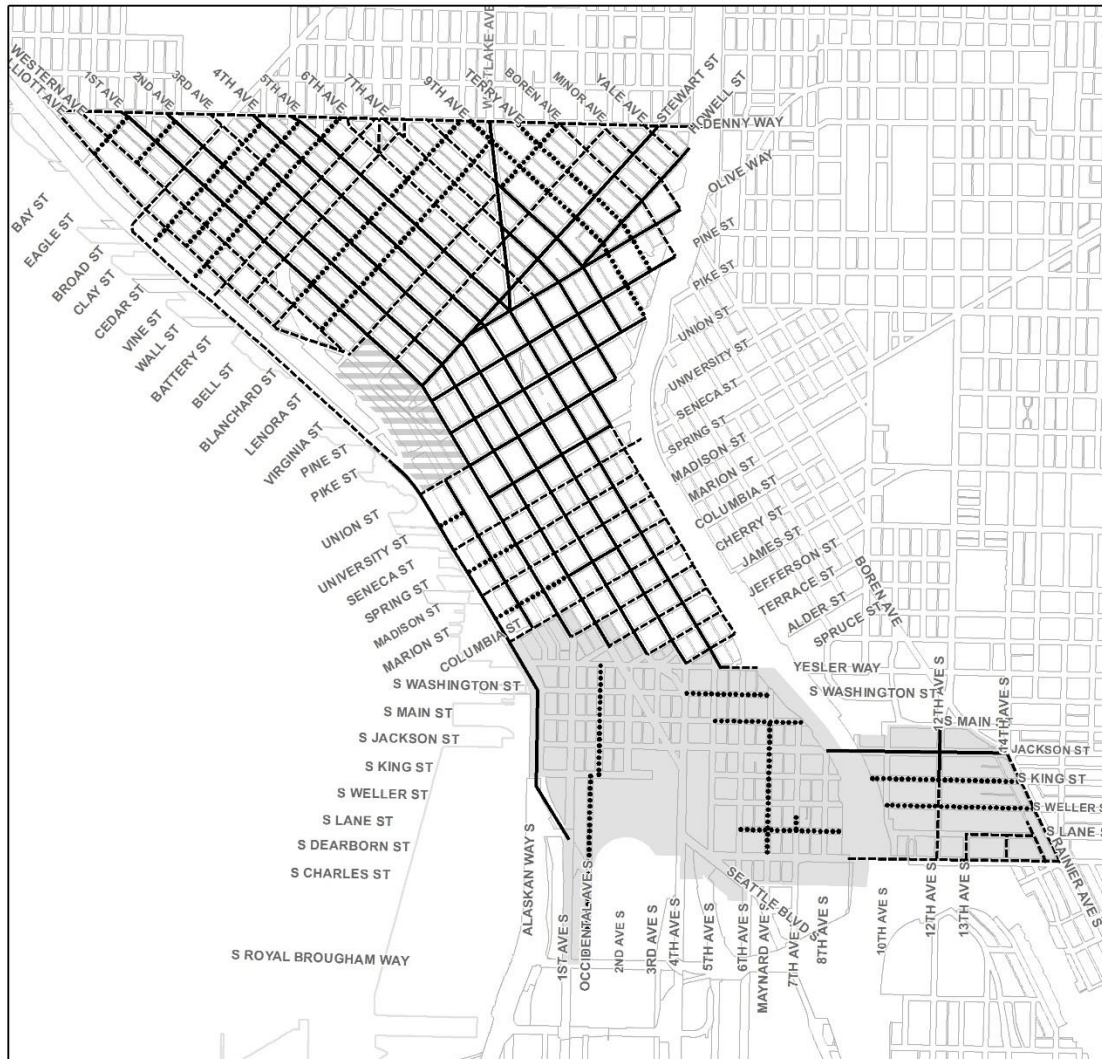 WESTERN AVE
ELLIOTT AVE
1ST AVE
2ND AVE
3RD AVE
4TH AVE
5TH AVE
6TH AVE
7TH AVE
9TH AVE
WESTLAKE AVE
TERRY AVE
BOREN AVE
MINOR AVE
YALE AVE
STEWART ST
HOWELL ST
DENNY WAY
OLIVE WAY
PINE ST
PIKE ST
UNION ST
UNIVERSITY ST
SENECA ST
SPRING ST
MADISON ST
MARION ST
COLUMBIA ST
CHERRY ST
JAMES ST
JEFFERSON ST
TERRACE ST
ALDER ST
SPRUCE ST
BOREN AVE
YESLER WAY
BAY ST
EAGLE ST
BROAD ST
CLAY ST
CEDAR ST
VINE ST
WALL ST
BATTERY ST
BELL ST
BLANCHARD ST
LENORA ST
VIRGINIA ST
PINE ST
PIKE ST
UNION ST
UNIVERSITY ST
SENECA ST
SPRING ST
MADISON ST
MARION ST
COLUMBIA ST
S WASHINGTON ST
S MAIN ST
S JACKSON ST
S KING ST
S WELLER ST
S LANE ST
S DEARBORN ST
S CHARLES ST
S ROYAL BROUGHAM WAY
S WASHINGTON ST
12TH AVE S
S MAIN S
14TH AVE S
JACKSON ST
S KING ST
S WELLER S
S LANE ST
RAINIER AVE S
ALASKAN WAY S
1ST AVE S
OCCIDENTAL AVE S
2ND AVE S
3RD AVE S
4TH AVE S
5TH AVE S
6TH AVE S
MAYNARD AVE S
7TH AVE S
8TH AVE S
SEATTLE BLVD S
10TH AVE S
12TH AVE S
13TH AVE S